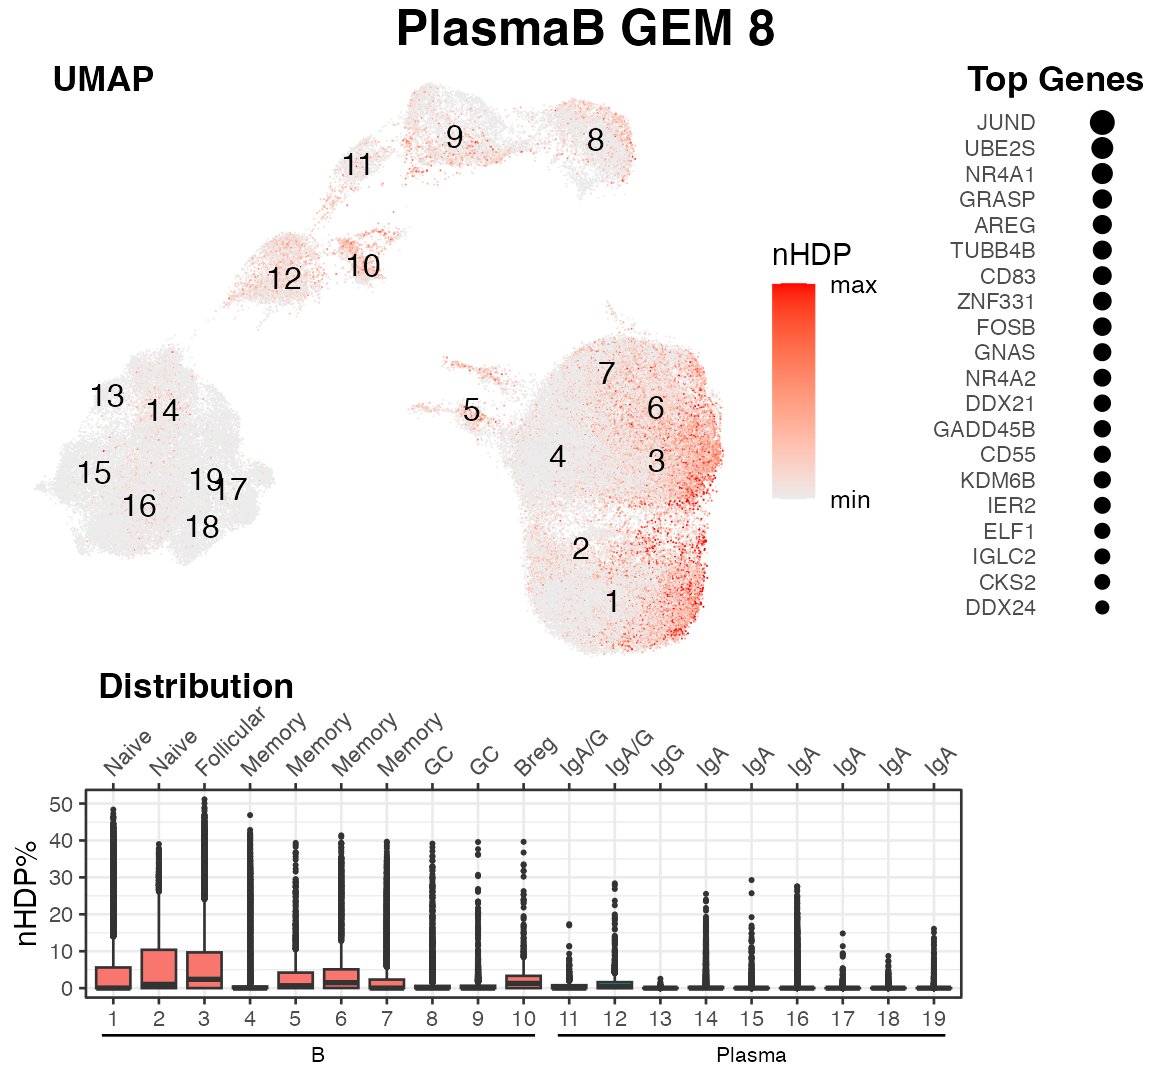 PlasmaB GEM 8
UMAP
Top Genes
JUND
UBE2S
NR4A1
GRASP
AREG
TUBB4B
CD83
ZNF331
FOSB
GNAS
NR4A2
DDX21
GADD45B
CD55
KDM6B
IER2
ELF1
IGLC2
CKS2
DDX24
nHDP
max
min
9
8
11
10
12
7
13
14
5
6
4
3
15
19
17
16
18
2
1
Distribution
Naive
Naive
Follicular
Memory
Memory
Memory
Memory
GC
GC
Breg
IgA/G
IgA/G
IgG
IgA
IgA
IgA
IgA
IgA
IgA
nHDP%
50
40
30
20
10
0
1 2 3 4 5 6 7 8 9 10 11 12 13 14 15 16 17 18 19
B Plasma